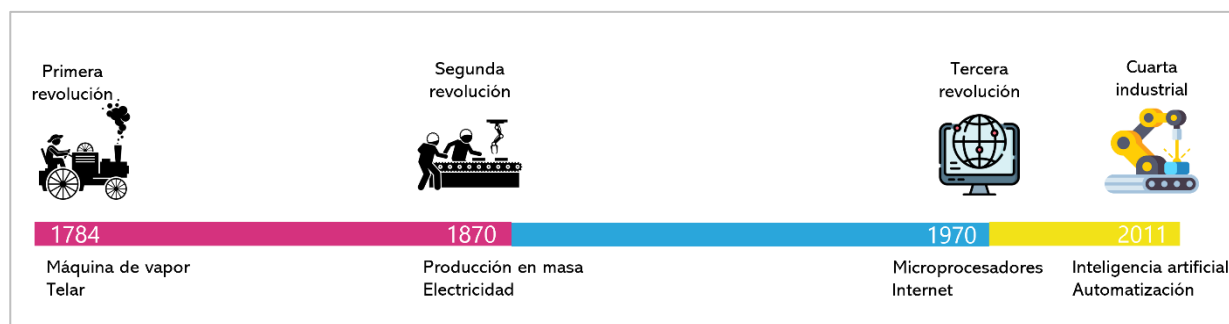 Primera
revolución
Segunda
revolución
Tercera
revolución
Cuarta
industrial
1784
1870
1970
2011
Máquina de vapor
Telar
Producción en masa
Electricidad
Microprocesadores
Internet
Inteligencia artificial
Automatización